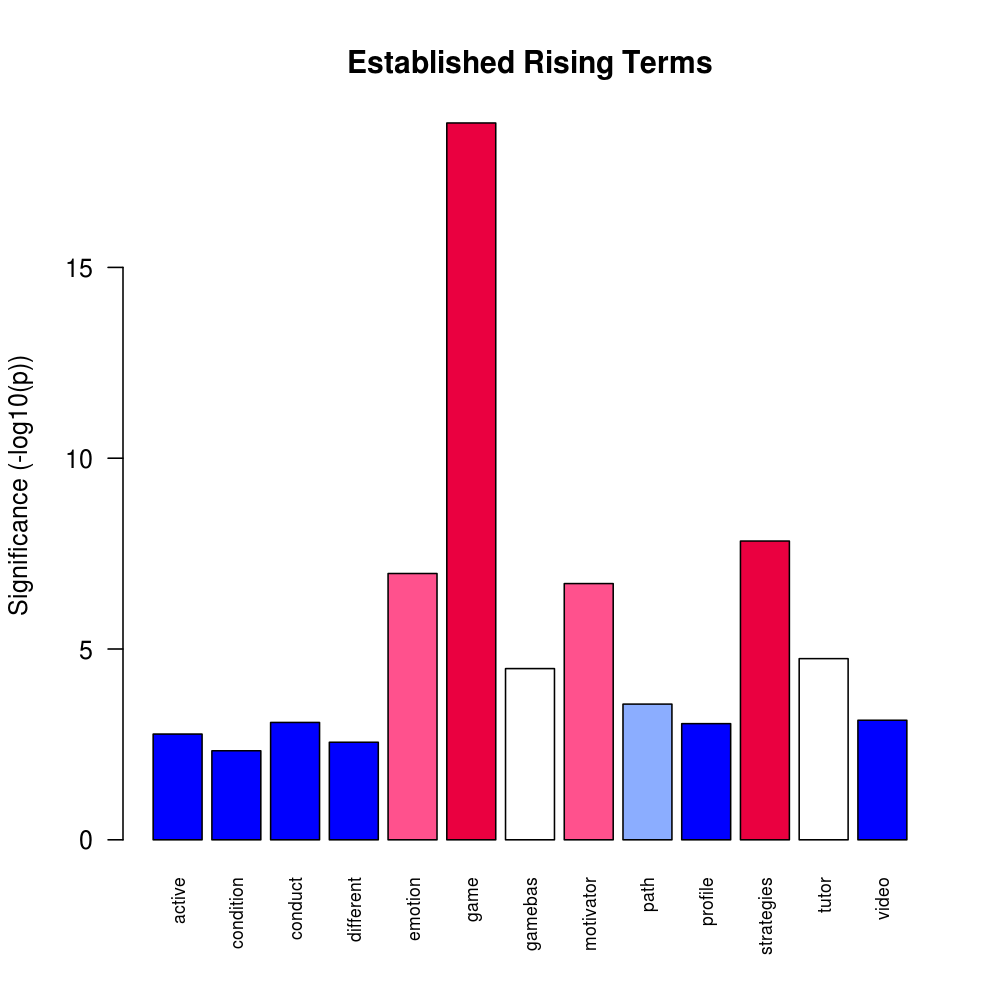 Established Rising Terms
Significance (-log10(p))
15
10
5
0
active
condition
conduct
different
emotion
game
gamebas
motivator
path
profile
strategies
tutor
video